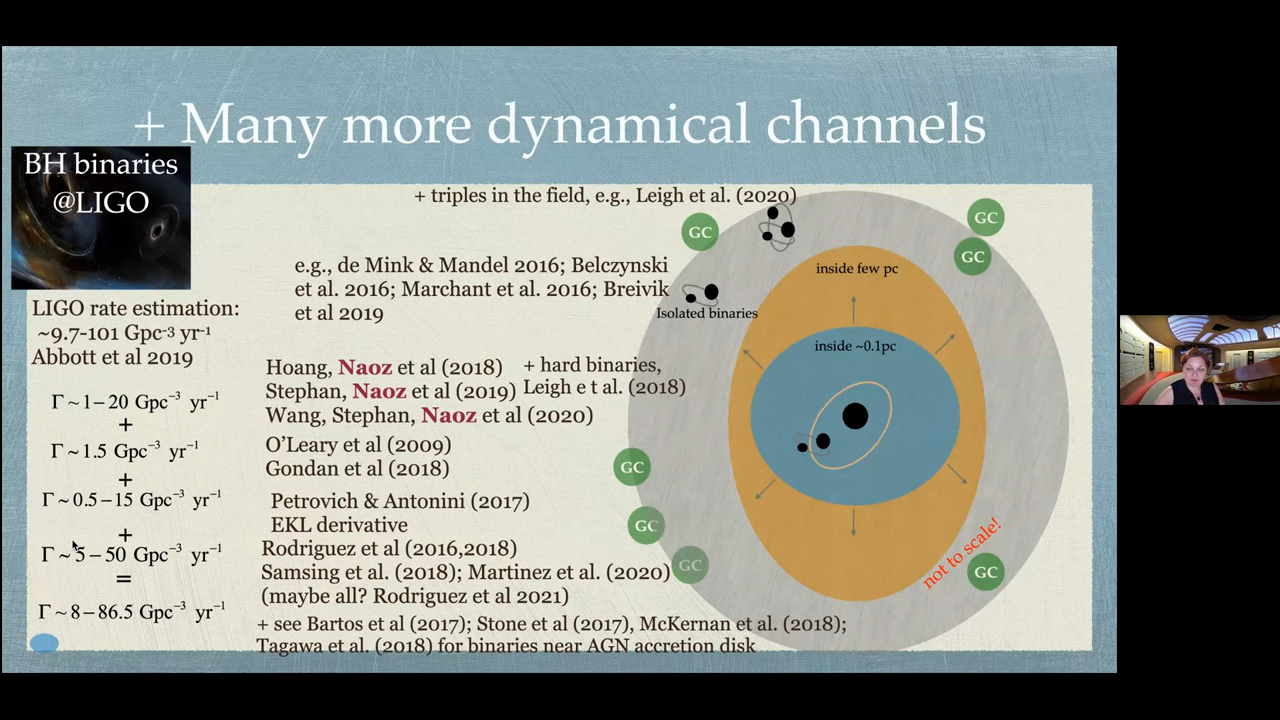 + Many more dynamical channels
BH binaries
@LIGO
+ triples in the field, e.g., Leigh et al. (2020)
LIGO rate estimation:
~9.7-101 Gpc⁻³ yr⁻¹
Abbott et al 2019
Γ ~ 1 – 20 Gpc⁻³ yr⁻¹
+
Γ ~ 1.5 Gpc⁻³ yr⁻¹
+
Γ ~ 0.5 – 15 Gpc⁻³ yr⁻¹
+
Γ ~ 5 – 50 Gpc⁻³ yr⁻¹
=
Γ ~ 8 – 86.5 Gpc⁻³ yr⁻¹
e.g., de Mink & Mandel 2016; Belczynski
et al. 2016; Marchant et al. 2016; Breivik
et al 2019
Hoang, Naoz et al (2018)
Stephan, Naoz et al (2019)
Wang, Stephan, Naoz et al (2020)
+ hard binaries,
Leigh e t al. (2018)
O’Leary et al (2009)
Gondan et al (2018)
Petrovich & Antonini (2017)
EKL derivative
Rodriguez et al (2016,2018)
Samsing et al. (2018); Martinez et al. (2020)
(maybe all? Rodriguez et al 2021)
+ see Bartos et al (2017); Stone et al (2017), McKernan et al. (2018);
Tagawa et al. (2018) for binaries near AGN accretion disk
GC
GC
GC
inside few pc
Isolated binaries
inside ~0.1pc
GC
GC
GC
GC
not to scale!